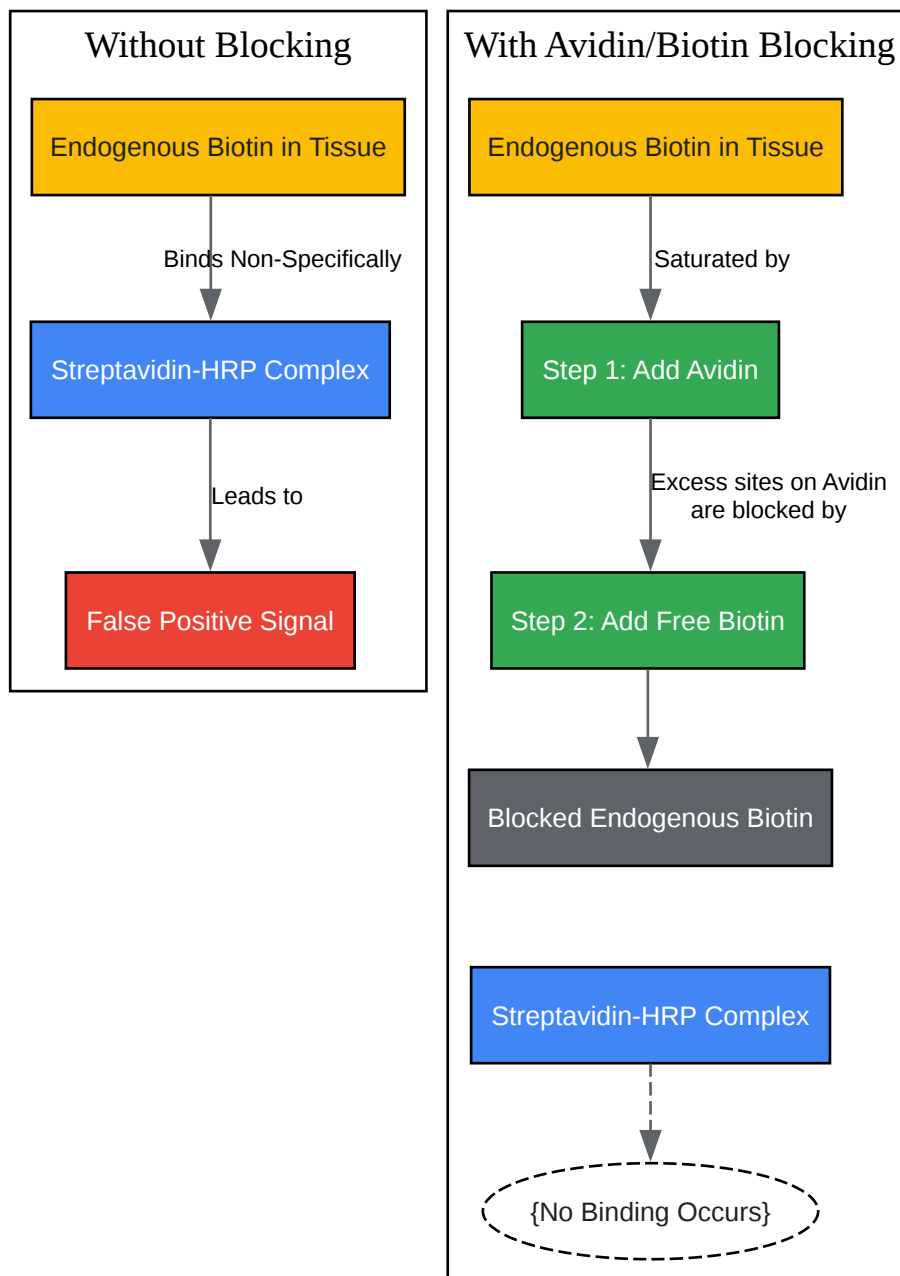 Without Blocking
Endogenous Biotin in Tissue
Binds Non-Specifically
Streptavidin-HRP Complex
Leads to
False Positive Signal
With Avidin/Biotin Blocking
Endogenous Biotin in Tissue
Saturated by
Step 1: Add Avidin
Excess sites on Avidin
are blocked by
Step 2: Add Free Biotin
Blocked Endogenous Biotin
Streptavidin-HRP Complex
{No Binding Occurs}